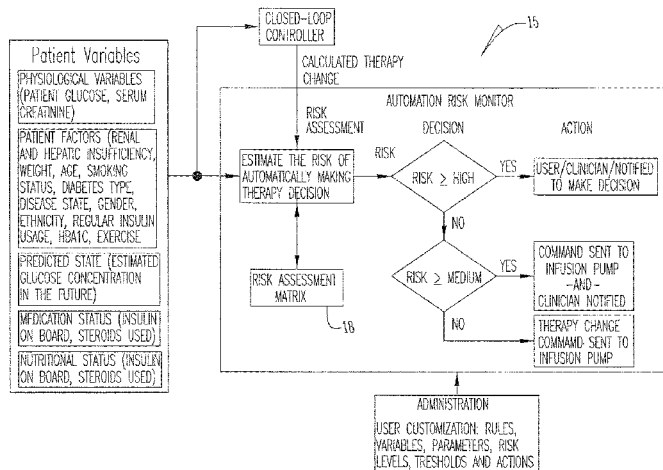 Patient Variables
PHYSIOLOGICAL VARIABLES
(PATIENT GLUCOSE, SERUM
CREATININE)
PATIENT FACTORS (RENAL
AND HEPATIC INSUFFICIENCY,
WEIGHT, AGE, SMOKING
STATUS, DIABETES TYPE,
DISEASE STATE, GENDER,
ETHNICITY, REGULAR INSULIN
USAGE, HBA1C, EXERCISE
PREDICTED STATE (ESTIMATED
GLUCOSE CONCENTRATION
IN THE FUTURE)
MEDICATION STATUS (INSULIN
ON BOARD, STEROIDS USED)
NUTRITIONAL STATUS (INSULIN
ON BOARD, STEROIDS USED)
CLOSED-LOOP
CONTROLLER
CALCULATED THERAPY
CHANGE
15
AUTOMATION RISK MONITOR
RISK
ASSESSMENT
DECISION
ACTION
ESTIMATE THE RISK OF
AUTOMATICALLY MAKING
THERAPY DECISION
RISK
RISK ≥ HIGH
YES
USER/CLINICIAN/NOTIFIED
TO MAKE DECISION
NO
RISK ASSESSMENT
MATRIX
18
RISK ≥ MEDIUM
YES
COMMAND SENT TO
INFUSION PUMP
-AND-
CLINICIAN NOTIFIED
NO
THERAPY CHANGE
COMMAMD SENT TO
INFUSION PUMP
ADMINISTRATION
USER CUSTOMIZATION: RULES,
VARIABLES, PARAMETERS, RISK
LEVELS, TRESHOLDS AND ACTIONS